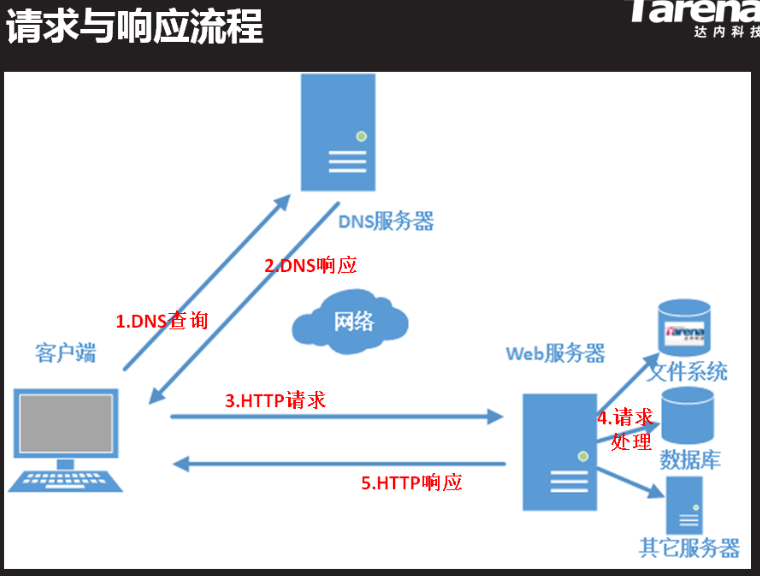 请求与响应流程
Tarena
达内科技
DNS服务器
2.DNS响应
1.DNS查询
网络
客户端
Web服务器
Tarena
文件系统
3.HTTP请求
4.请求
处理
数据库
5.HTTP响应
其它服务器